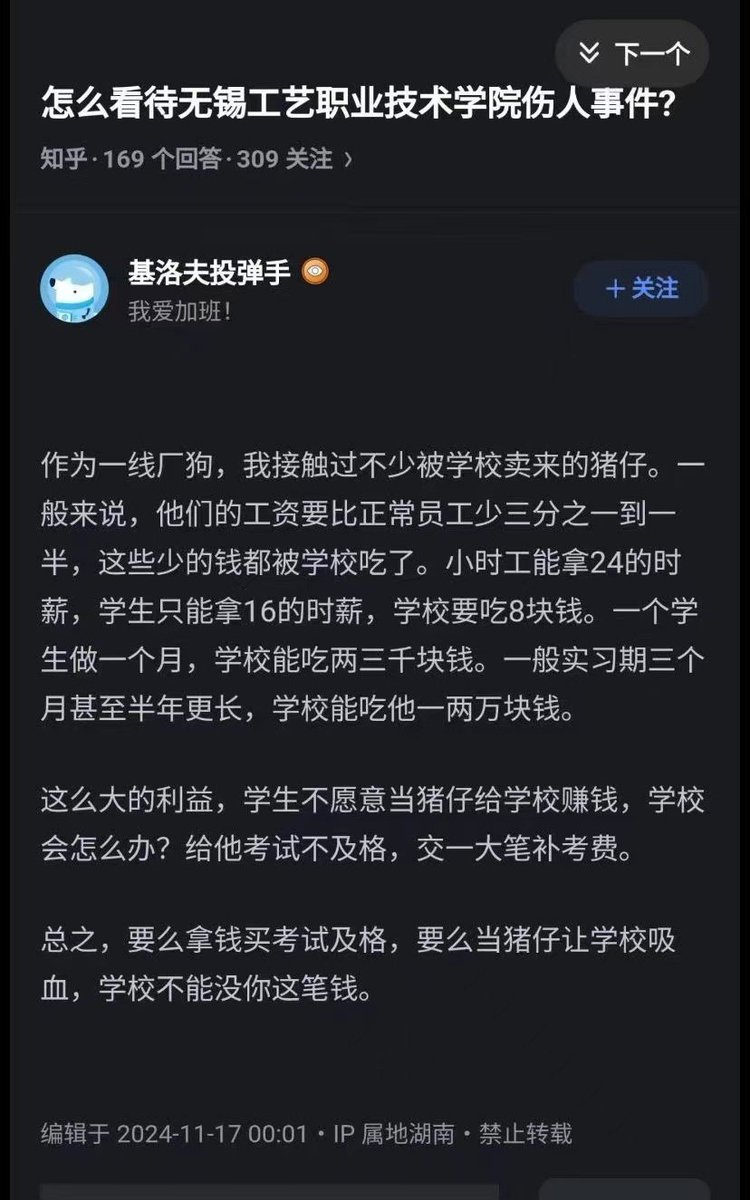 下一个
怎么看待无锡工艺职业技术学院伤人事件?
知乎·169 个回答·309 关注 ›
基洛夫投弹手
我爱加班!
+ 关注
作为一线厂狗，我接触过不少被学校卖来的猪仔。一
般来说，他们的工资要比正常员工少三分之一到一
半，这些少的钱都被学校吃了。小时工能拿24的时
薪，学生只能拿16的时薪，学校要吃8块钱。一个学
生做一个月，学校能吃两三千块钱。一般实习期三个
月甚至半年更长，学校能吃他一两万块钱。
这么大的利益，学生不愿意当猪仔给学校赚钱，学校
会怎么办？给他考试不及格，交一大笔补考费。
总之，要么拿钱买考试及格，要么当猪仔让学校吸
血，学校不能没你这笔钱。
编辑于 2024-11-17 00:01・IP 属地湖南・禁止转载